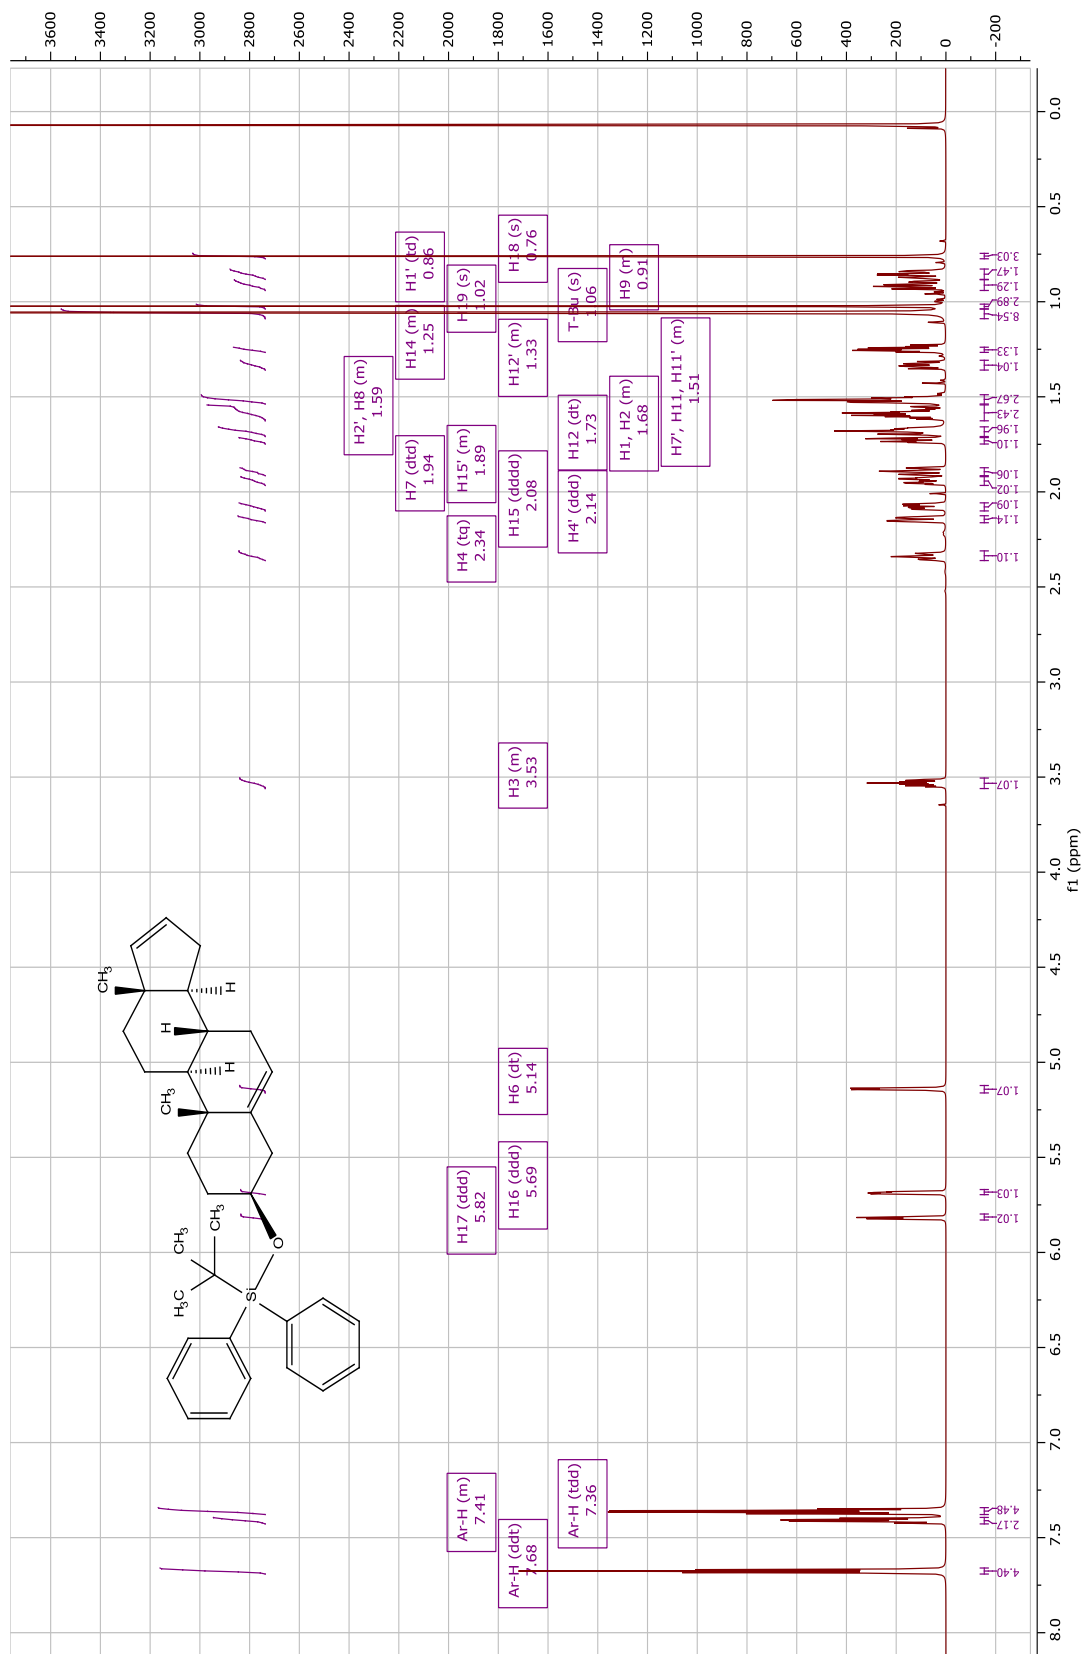 H2', H8 (m)
1.59
H7 (dtd)
1.94
H14 (m)
1.25
H1' (td)
0.86
Ar-H (m)
7.41
H17 (ddd)
5.82
H4 (tq)
2.34
H15' (m)
1.89
H19 (s)
1.02
Ar-H (ddt)
7.68
H16 (ddd)
5.69
H6 (dt)
5.14
H3 (m)
3.53
H15 (dddd)
2.08
H12' (m)
1.33
H18 (s)
0.76
Ar-H (tdd)
7.36
H4' (ddd)
2.14
H12 (dt)
1.73
T-Bu (s)
1.06
H1, H2 (m)
1.68
H9 (m)
0.91
H7', H11, H11' (m)
1.51
CH3
CH3
H
H
H
H3C
CH3
CH3
Si
O
3600
3400
3200
3000
2800
2600
2400
2200
2000
1800
1600
1400
1200
1000
800
600
400
200
0
-200
4.40
2.17
4.48
1.02
1.03
1.07
1.07
1.10
1.14
1.09
1.02
1.06
1.10
1.96
2.43
2.67
1.04
1.33
8.54
2.89
1.29
1.47
3.03
8.0
7.5
7.0
6.5
6.0
5.5
5.0
4.5
4.0
3.5
3.0
2.5
2.0
1.5
1.0
0.5
0.0
f1 (ppm)